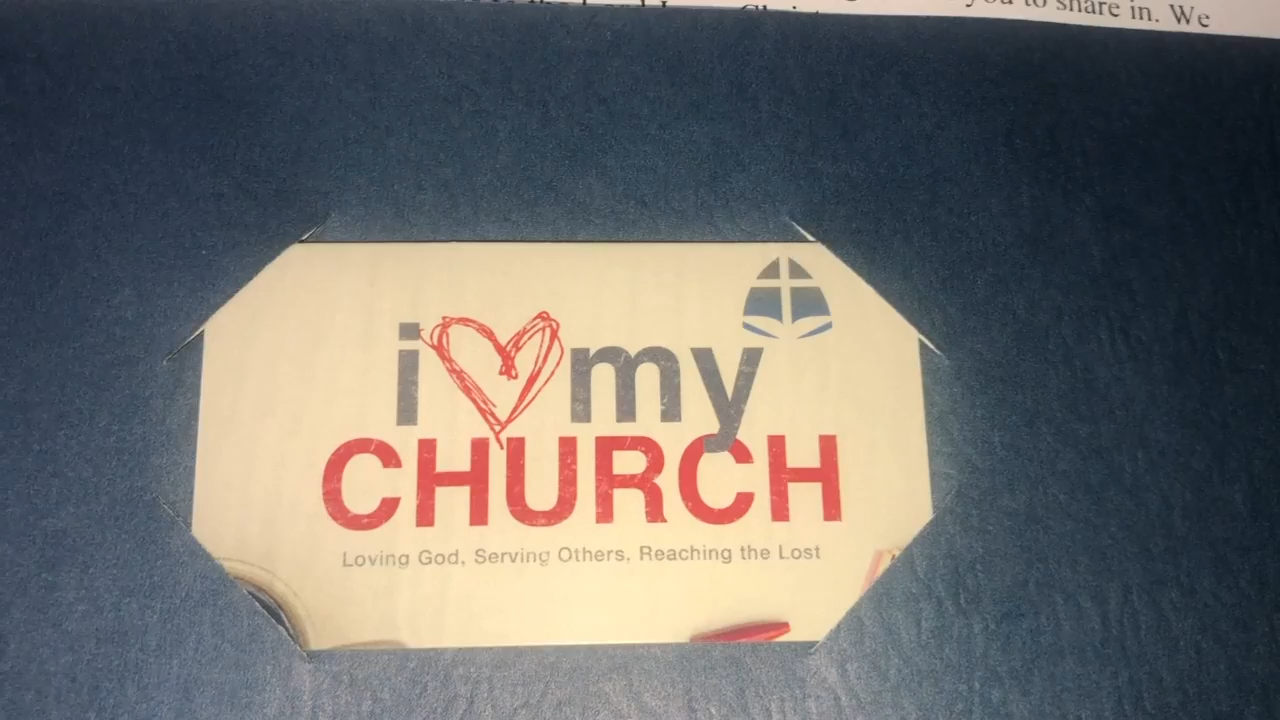 you to share in. We
i my
CHURCH
Loving God, Serving Others, Reaching the Lost